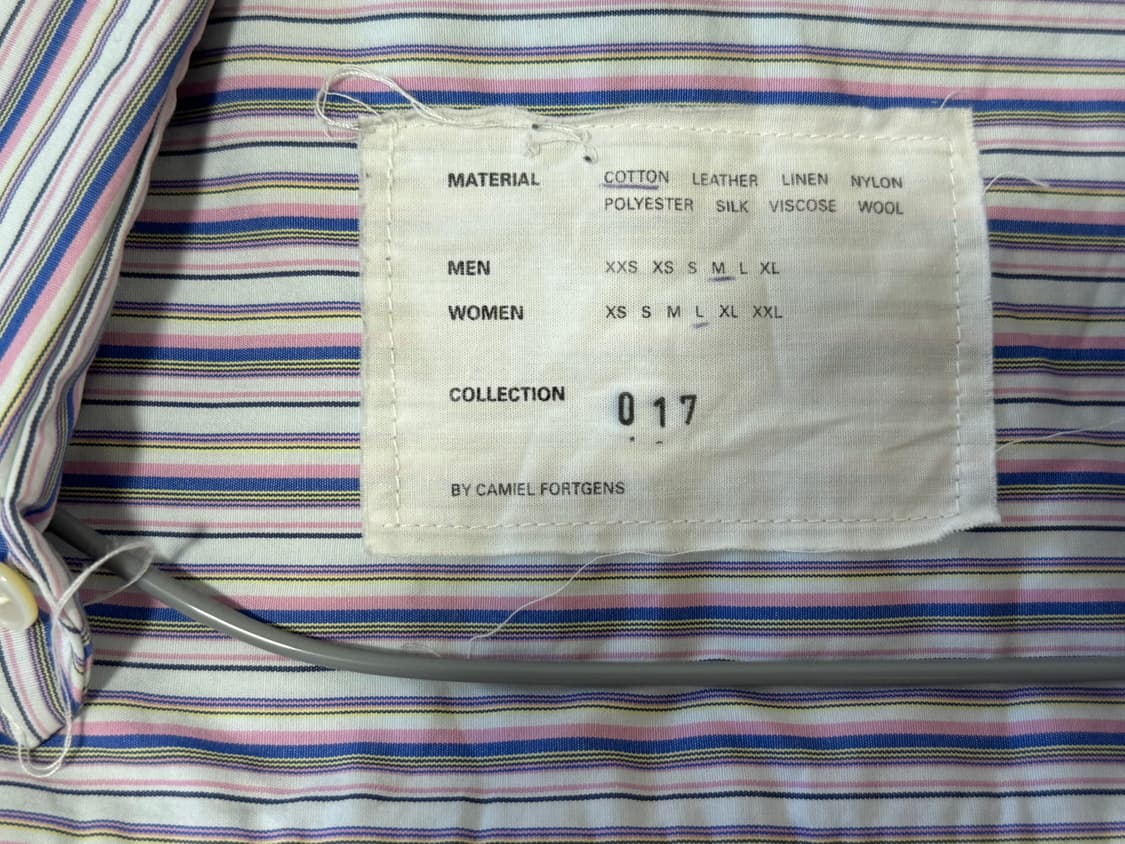 MATERIAL COTTON LEATHER LINEN NYLON
POLYESTER SILK VISCOSE WOOL
MEN XXS XS S M L XL
WOMEN XS S M L XL XXL
COLLECTION 017
BY CAMIEL FORTGENS